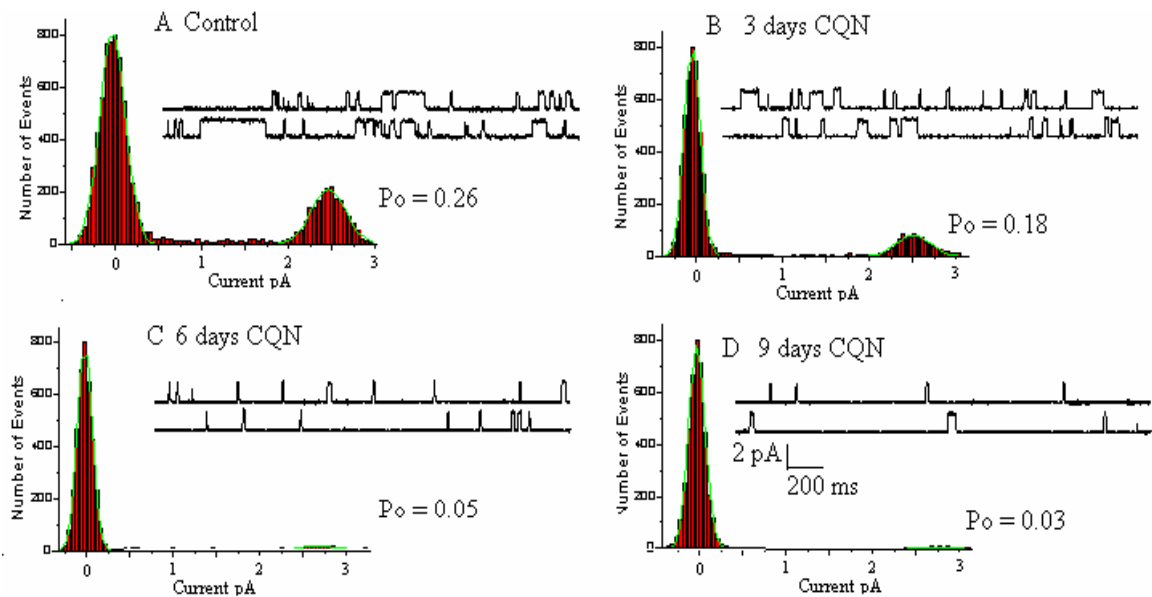 A Control
Number of Events
800
600
400
200
0
Po = 0.26
0 1 2 3
Current pA
B 3 days CQN
Number of Events
800
600
400
200
0
Po = 0.18
0 1 2 3
Current pA
C 6 days CQN
Number of Events
800
600
400
200
0
Po = 0.05
0 1 2 3
Current pA
D 9 days CQN
Number of Events
800
600
400
200
0
2 pA
200 ms
Po = 0.03
0 1 2 3
Current pA